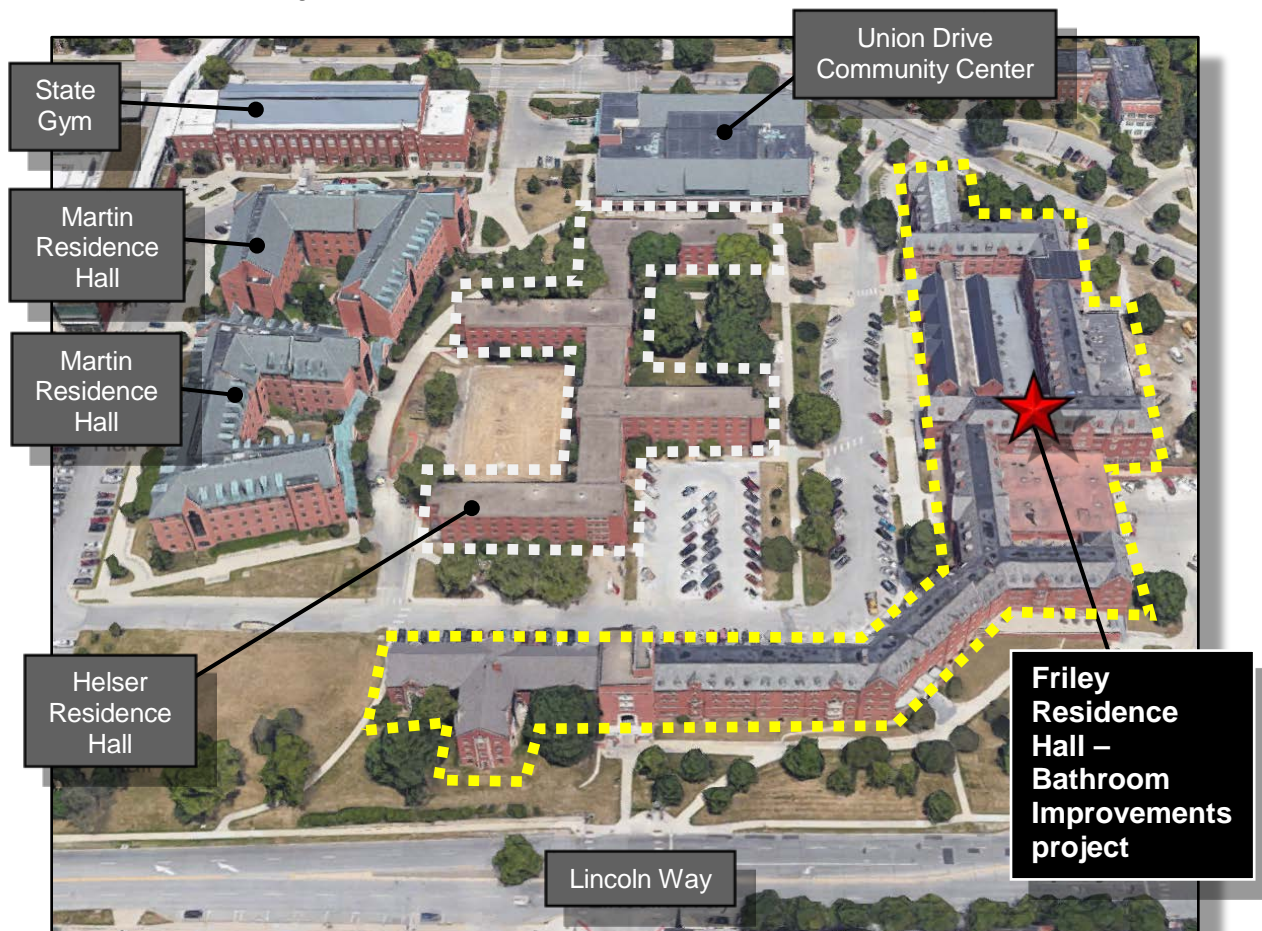 Union Drive
Community Center
State
Gym
Martin
Residence
Hall
Martin
Residence
Hall
Helser
Residence
Hall
Friley
Residence
Hall –
Bathroom
Improvements
project
Lincoln Way